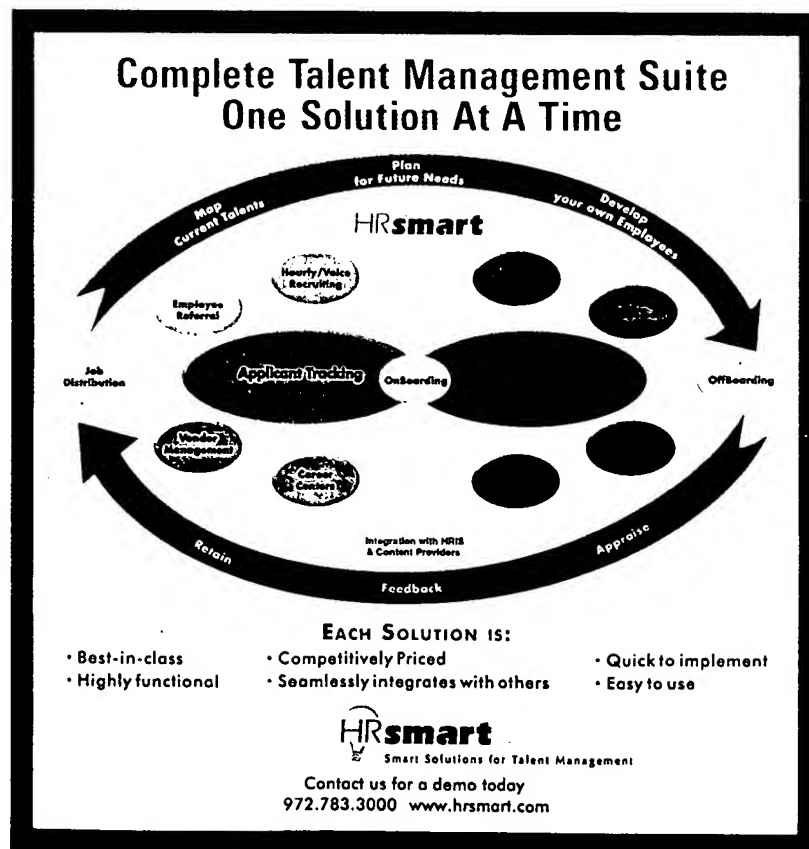 Complete Talent Management Suite
One Solution At A Time
Map
Current Talents
Plan
for Future Needs
Develop
your own Employees
HRsmart
Hourly/Voice
Recruiting
Employee
Referral
Job
Distribution
Applicant Tracking
OnBoarding
OffBoarding
Vendor
Management
Career
Centers
Integration with HRIS
& Content Providers
Retain
Feedback
Appraise
EACH SOLUTION IS:
• Best-in-class
• Highly functional
• Competitively Priced
• Seamlessly integrates with others
• Quick to implement
• Easy to use
HRsmart
Smart Solutions for Talent Management
Contact us for a demo today
972.783.3000 www.hrsmart.com